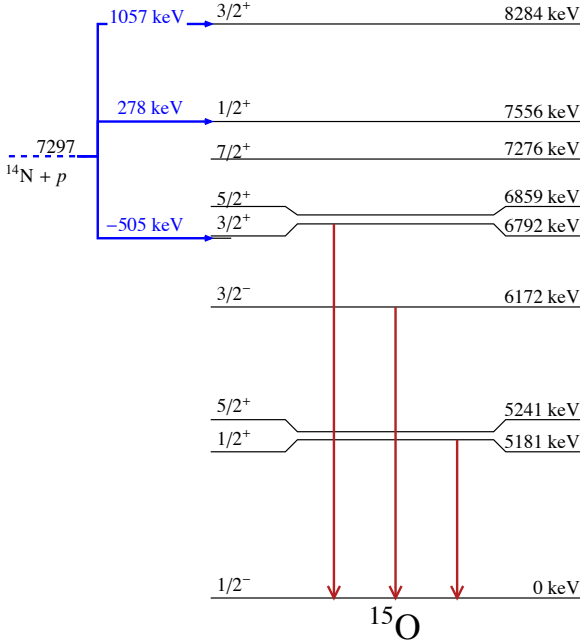 1057 keV 3/2⁺ 8284 keV
278 keV 1/2⁺ 7556 keV
7297 7/2⁺ 7276 keV
¹⁴N + p
5/2⁺ 6859 keV
−505 keV 3/2⁺ 6792 keV
3/2⁻ 6172 keV
5/2⁺ 5241 keV
1/2⁺ 5181 keV
1/2⁻ 0 keV
¹⁵O